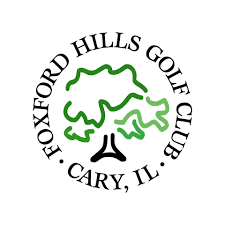 FOXFORD HILLS GOLF CLUB
· CARY, IL ·